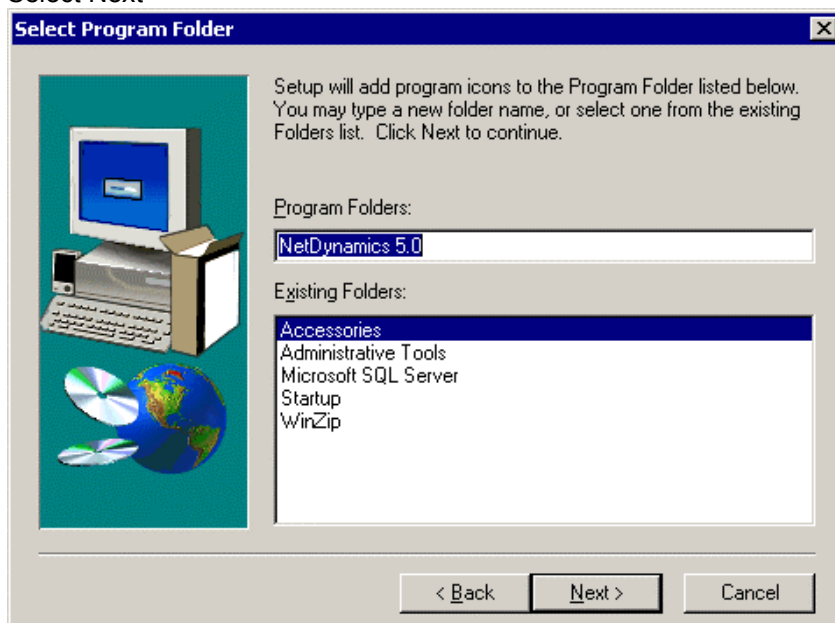 Select Next
Select Program Folder
Setup will add program icons to the Program Folder listed below.
You may type a new folder name, or select one from the existing
Folders list.  Click Next to continue.
Program Folders:
NetDynamics 5.0
Existing Folders:
Accessories
Administrative Tools
Microsoft SQL Server
Startup
WinZip
< Back
Next >
Cancel